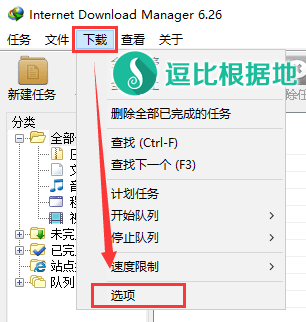 Internet Download Manager 6.26
任务 文件 下载 查看 关于
逗比根据地
新建任务
分类
删除全部已完成的任务
查找 (Ctrl-F)
查找下一个 (F3)
计划任务
开始队列
停止队列
速度限制
选项
全部
未完
已完
站点
队列